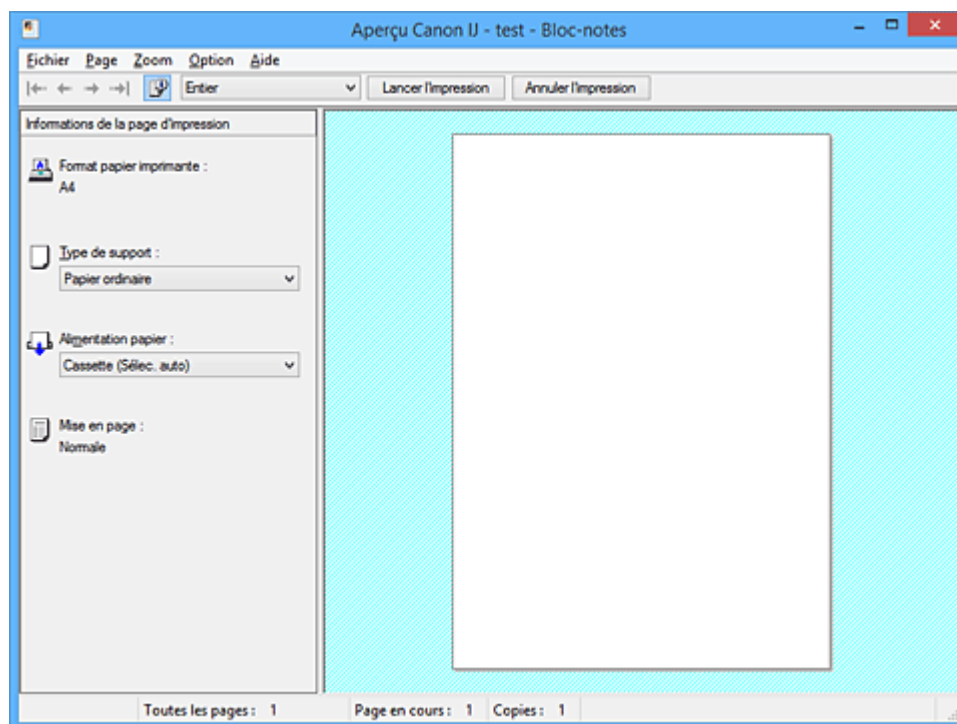 Aperçu Canon IJ - test - Bloc-notes
Fichier Page Zoom Option Aide
Entier Lancer l'impression Annuler l'impression
Informations de la page d'impression
Format papier imprimante :
A4
Type de support :
Papier ordinaire
Alimentation papier :
Cassette (Sélec. auto)
Mise en page :
Normale
Toutes les pages : 1 Page en cours : 1 Copies : 1